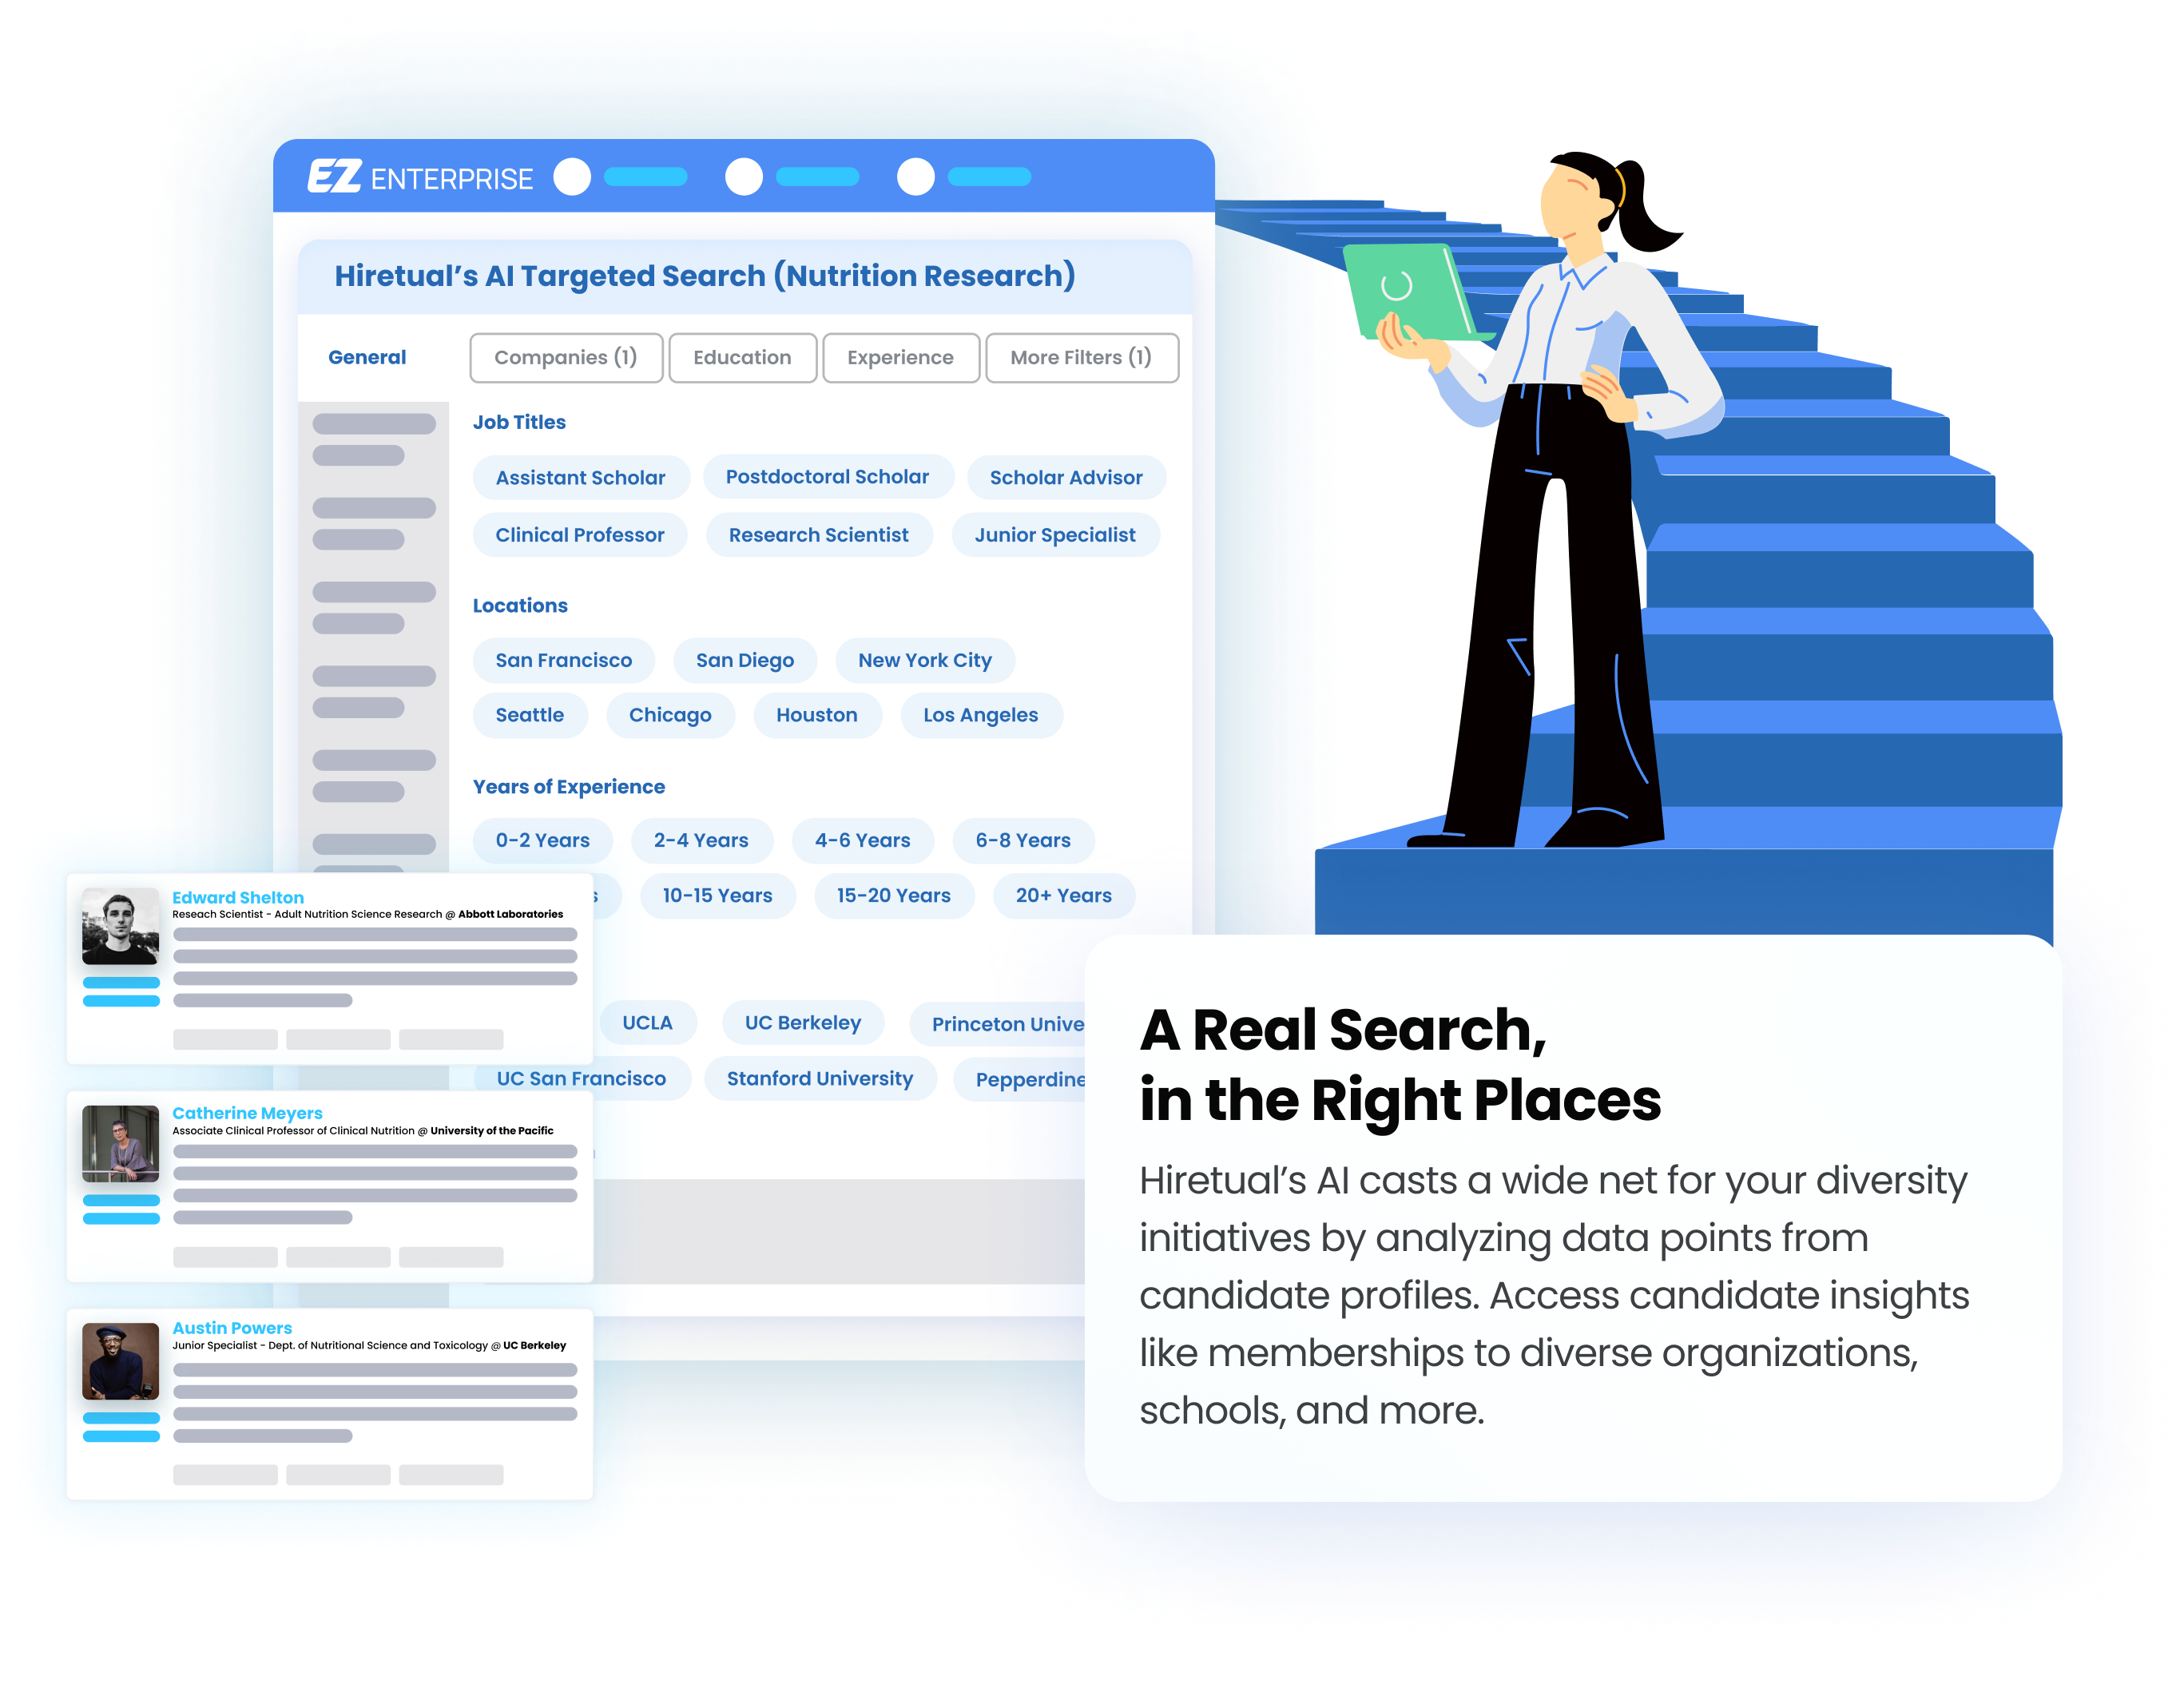 EZ ENTERPRISE
Hiretual’s AI Targeted Search (Nutrition Research)
General
Companies (1)
Education
Experience
More Filters (1)
Job Titles
Assistant Scholar
Postdoctoral Scholar
Scholar Advisor
Clinical Professor
Research Scientist
Junior Specialist
Locations
San Francisco
San Diego
New York City
Seattle
Chicago
Houston
Los Angeles
Years of Experience
0-2 Years
2-4 Years
4-6 Years
6-8 Years
10-15 Years
15-20 Years
20+ Years
UCLA
UC Berkeley
Princeton Unive
UC San Francisco
Stanford University
Pepperdine
Edward Shelton
Reseach Scientist - Adult Nutrition Science Research @ Abbott Laboratories
Catherine Meyers
Associate Clinical Professor of Clinical Nutrition @ University of the Pacific
Austin Powers
Junior Specialist - Dept. of Nutritional Science and Toxicology @ UC Berkeley
A Real Search,
in the Right Places
Hiretual’s AI casts a wide net for your diversity
initiatives by analyzing data points from
candidate profiles. Access candidate insights
like memberships to diverse organizations,
schools, and more.